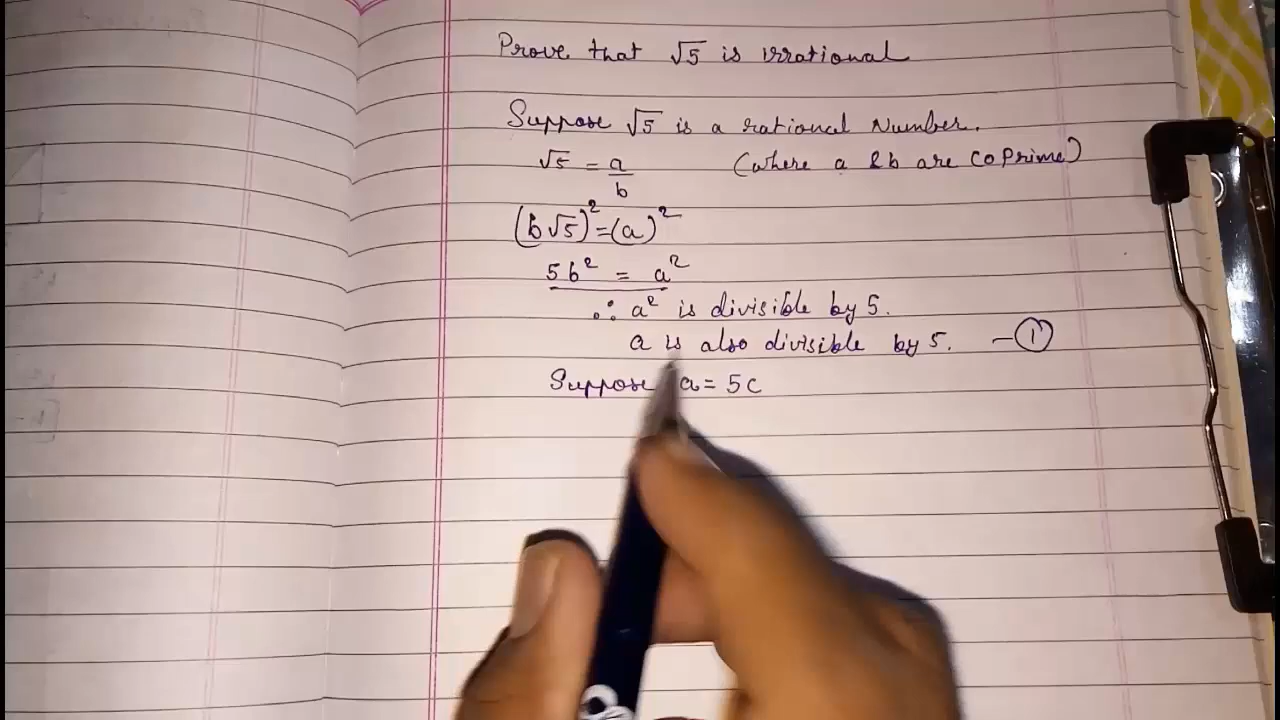 Prove that √5 is irrational
Suppose √5 is a rational Number.
√5 = a/b (where a & b are coprime)
(b√5)² = (a)²
5b² = a²
∴ a² is divisible by 5.
a is also divisible by 5. – ①
Suppose a = 5c